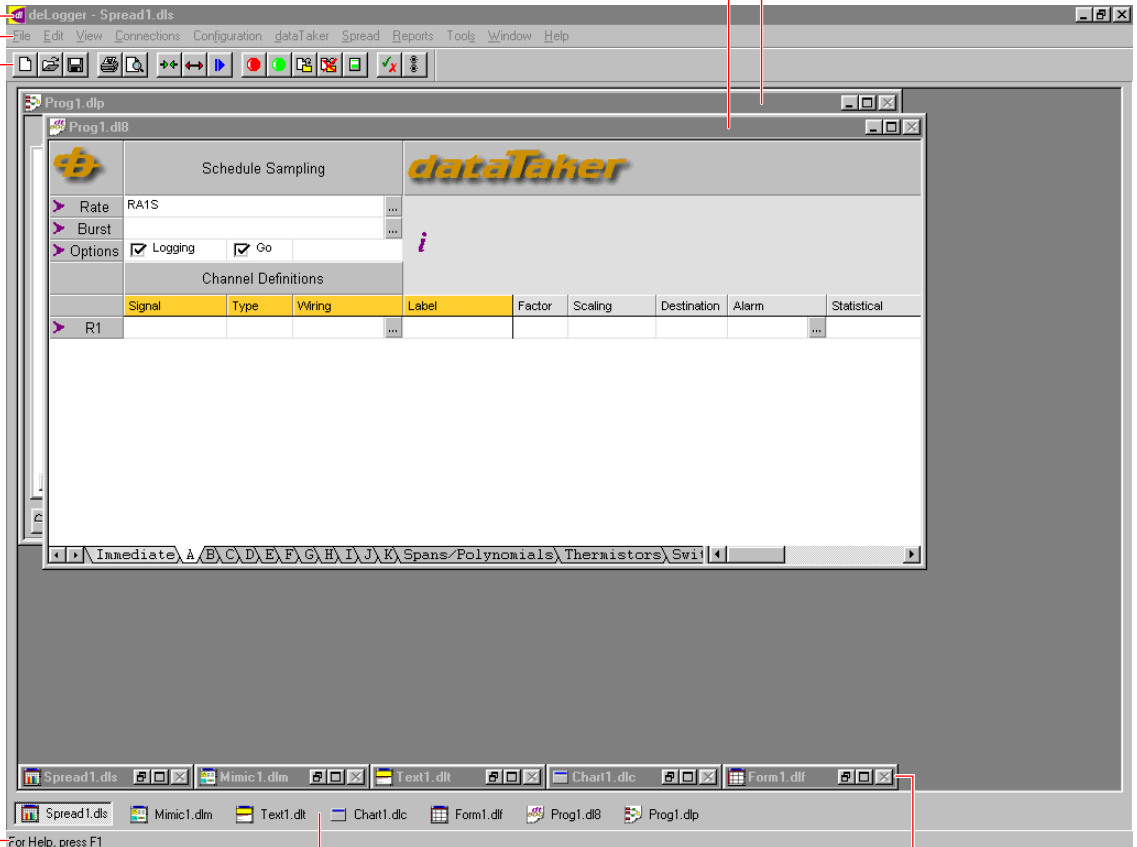 deLogger - Spread1.dls
File Edit View Connections Configuration dataTaker Spread Reports Tools Window Help
Prog1.dlp
Prog1.dl8
Schedule Sampling
dataTaker
Rate RA1S ...
Burst ...
Options Logging Go
i
Channel Definitions
Signal Type Wiring Label Factor Scaling Destination Alarm Statistical
R1 ... ...
Immediate A B C D E F G H I J K Spans/Polynomials Thermistors Swi
Spread1.dls Mimic1.dlm Text1.dlt Chart1.dlc Form1.dlf
Spread1.dls Mimic1.dlm Text1.dlt Chart1.dlc Form1.dlf Prog1.dl8 Prog1.dlp
For Help, press F1